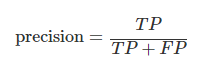 precision = TP / TP + FP